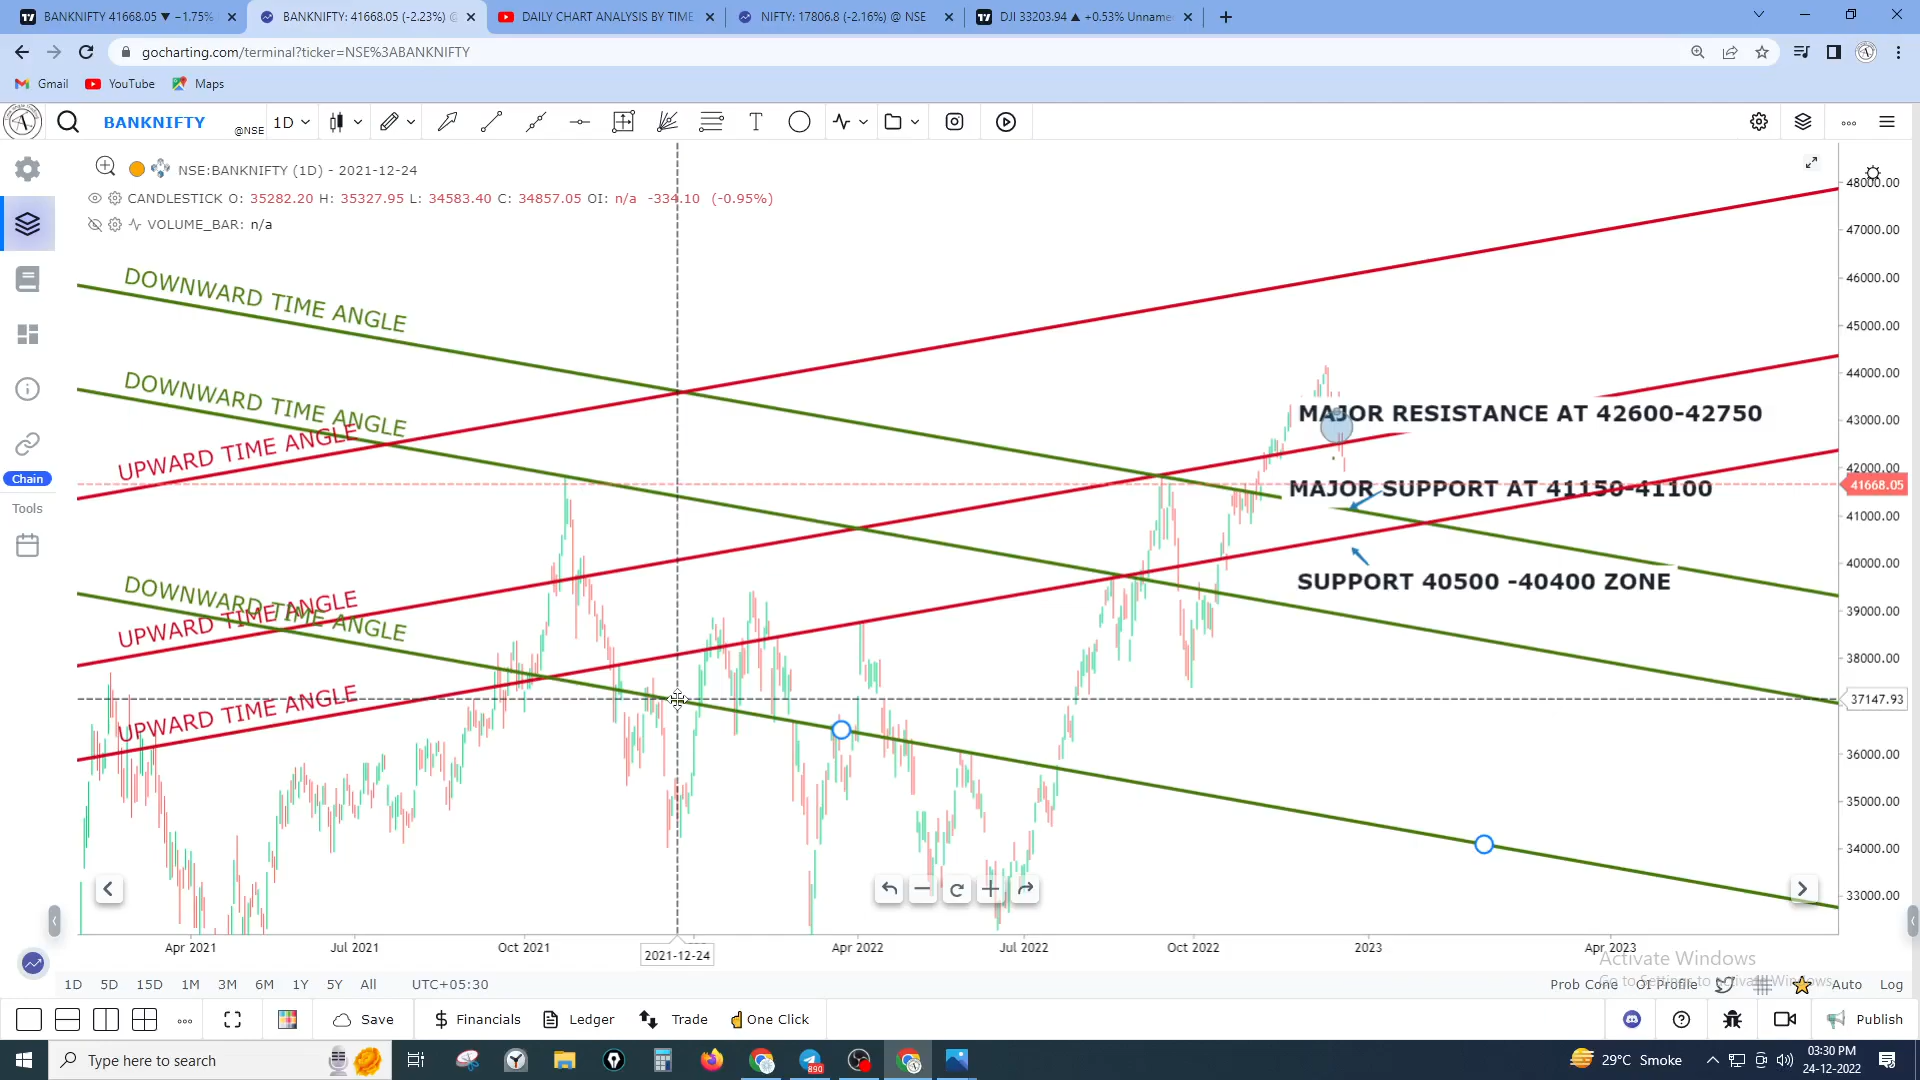 BANKNIFTY 41668.05 ▼ −1.75%
BANKNIFTY: 41668.05 (-2.23%) @
DAILY CHART ANALYSIS BY TIME
NIFTY: 17806.8 (-2.16%) @ NSE
DJI 33203.94 ▲ +0.53% Unname
gocharting.com/terminal?ticker=NSE%3ABANKNIFTY
Gmail
YouTube
Maps
BANKNIFTY
@NSE
1D
T
NSE:BANKNIFTY (1D) - 2021-12-24
CANDLESTICK O: 35282.20 H: 35327.95 L: 34583.40 C: 34857.05 OI: n/a -334.10 (-0.95%)
VOLUME_BAR: n/a
48000.00
47000.00
46000.00
45000.00
44000.00
43000.00
42000.00
41668.05
41000.00
40000.00
39000.00
38000.00
37147.93
36000.00
35000.00
34000.00
33000.00
DOWNWARD TIME ANGLE
DOWNWARD TIME ANGLE
UPWARD TIME ANGLE
DOWNWARD TIME ANGLE
UPWARD TIME ANGLE
UPWARD TIME ANGLE
MAJOR RESISTANCE AT 42600-42750
MAJOR SUPPORT AT 41150-41100
SUPPORT 40500 -40400 ZONE
Chain
Tools
Apr 2021
Jul 2021
Oct 2021
2021-12-24
Apr 2022
Jul 2022
Oct 2022
2023
Apr 2023
Activate Windows
Go to Settings to activate Windows.
1D 5D 15D 1M 3M 6M 1Y 5Y All UTC+05:30
Prob Cone OI Profile Auto Log
Save
Financials
Ledger
Trade
One Click
Publish
Type here to search
890
29°C Smoke
03:30 PM
24-12-2022